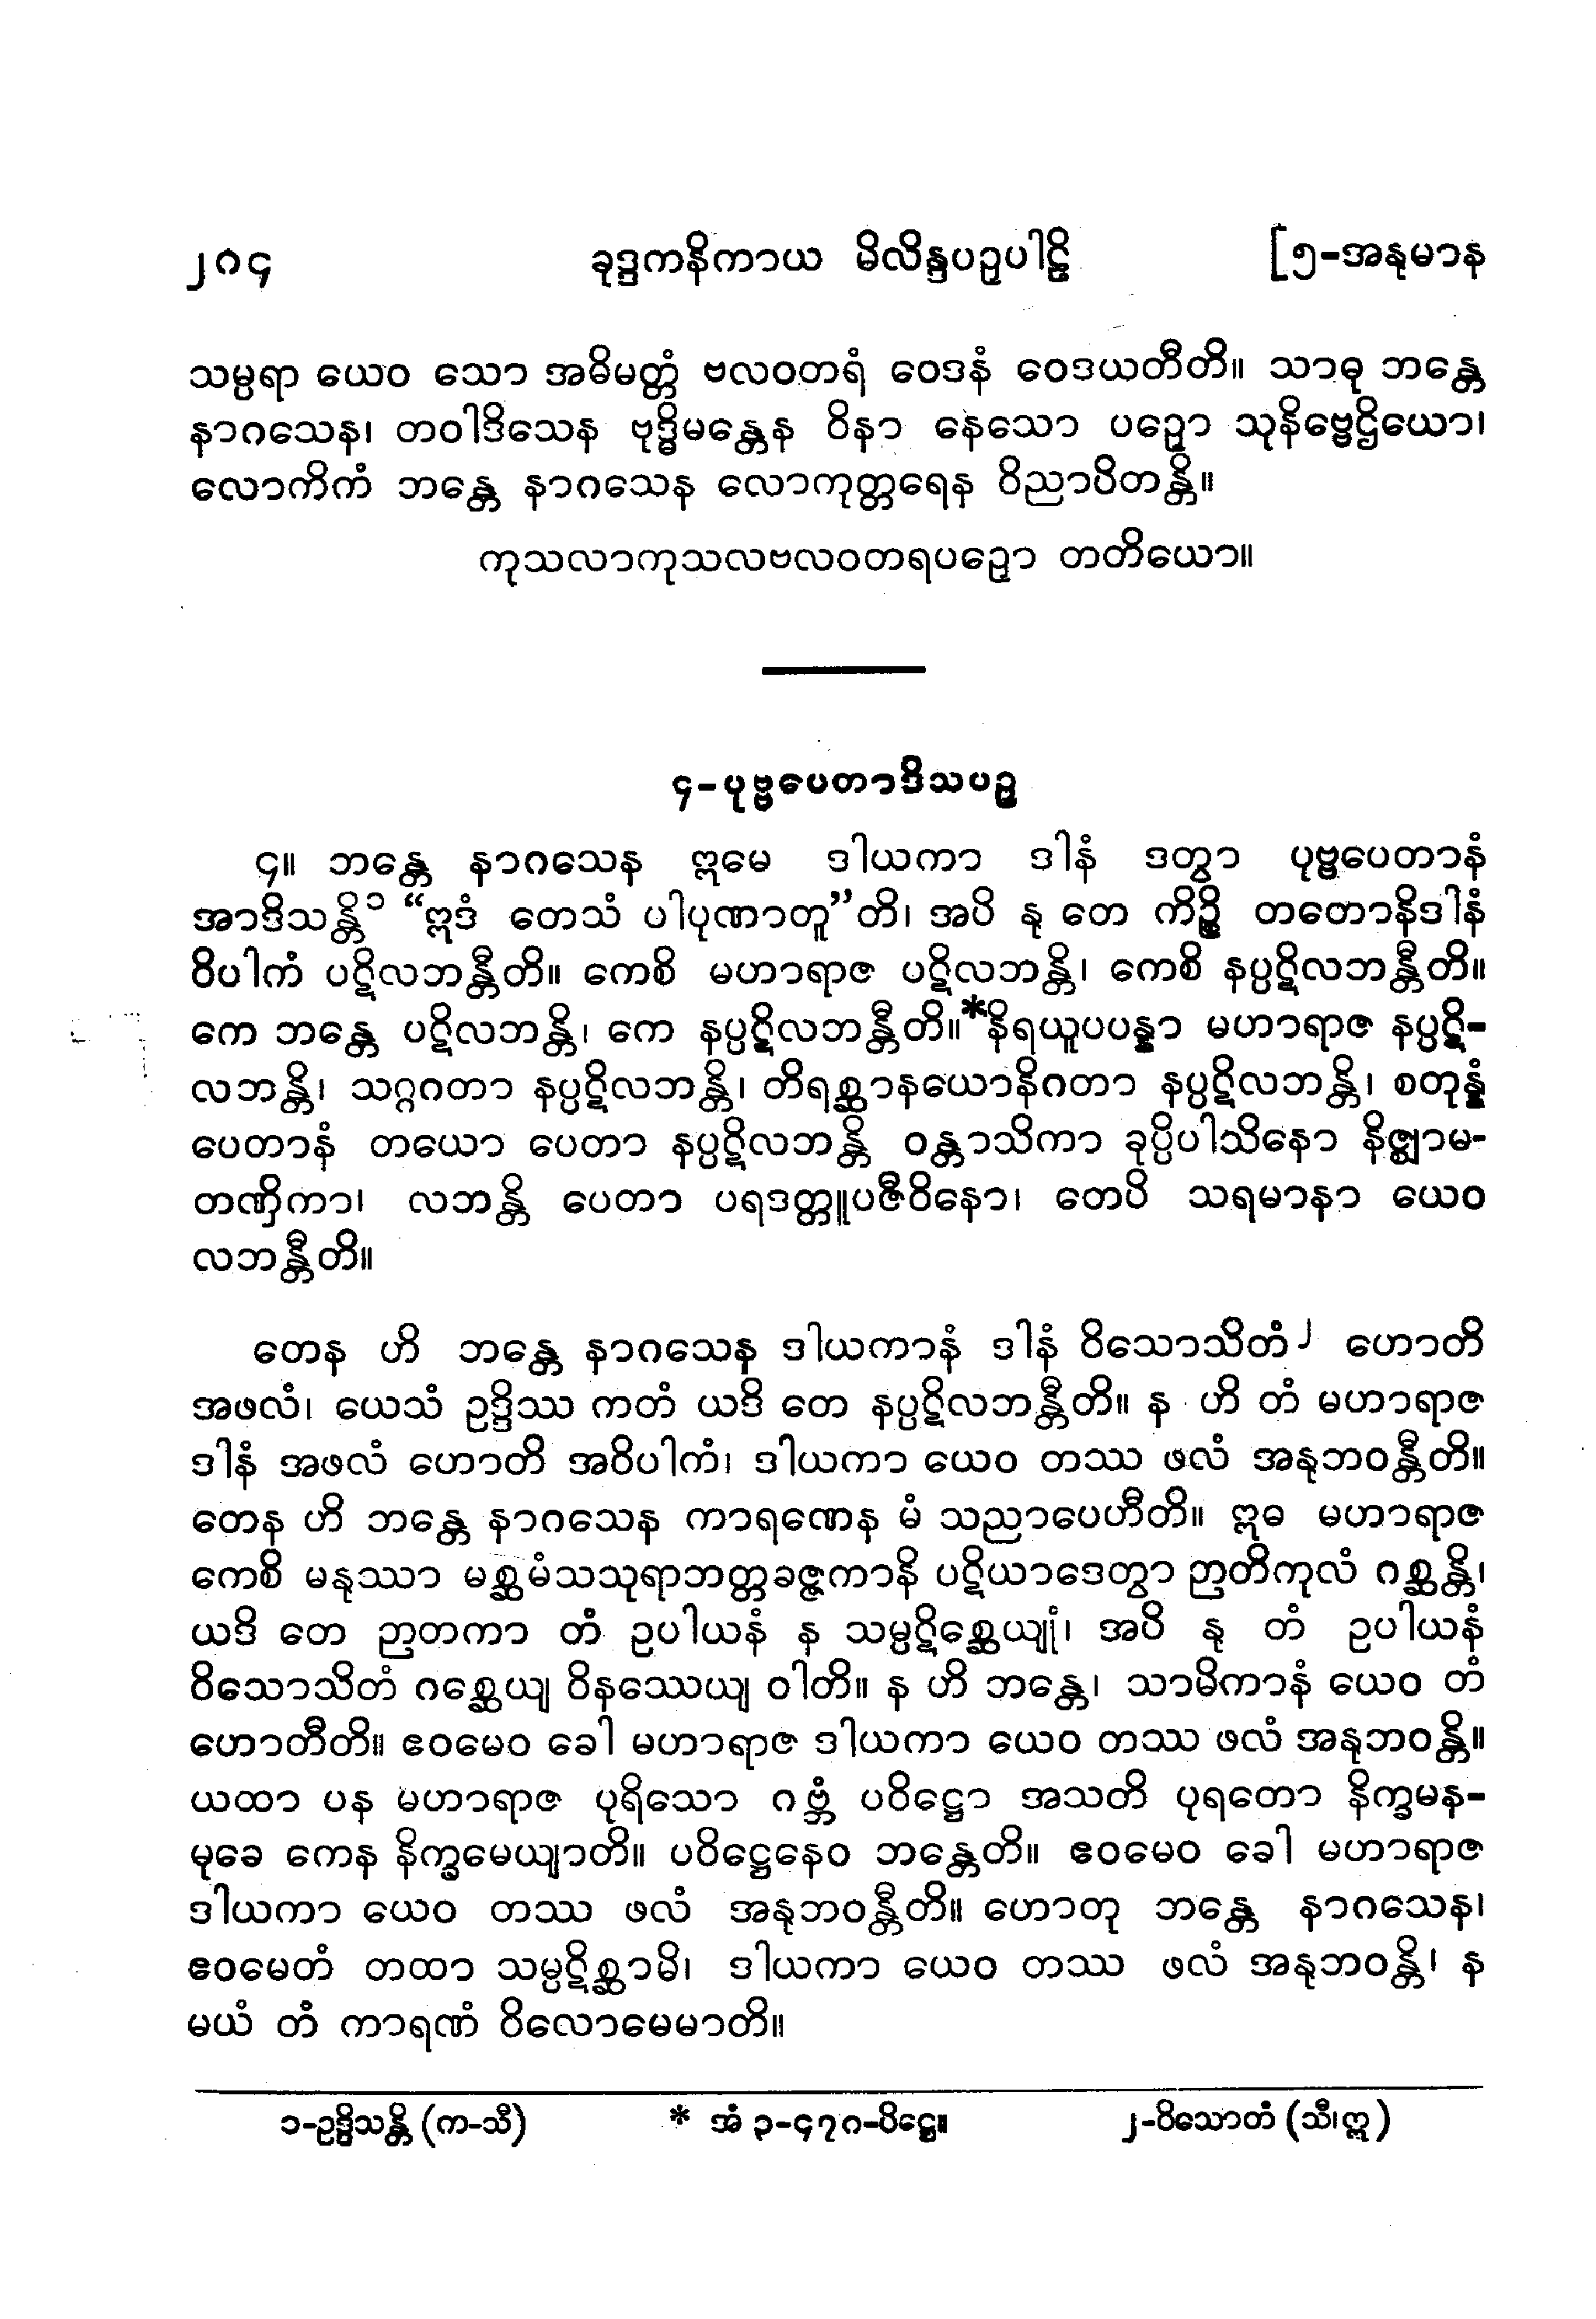 ၂၈၄ ခုဒ္ဒကနိကာယ မိလိန္ဒပဉှပါဠိ [၅-အနုမာန
သမ္ပရာ ယေဝ သော အဓိမတ္တံ ဗလဝတရံ ဝေဒနံ ဝေဒယတီတိ။ သာဓု ဘန္တေ
နာဂသေန၊ တဝါဒိသေန ဗုဒ္ဓိမန္တေန ဝိနာ နေသော ပဉှော သုနိဗ္ဗေဌိယော၊
လောကိကံ ဘန္တေ နာဂသေန လောကုတ္တရေန ဝိညာပိတန္တိ။
ကုသလာကုသလဗလဝတရပဉှော တတိယော။
၄-ပုဗ္ဗပေတာဒိသပဉှ
၄။ ဘန္တေ နာဂသေန ဣမေ ဒါယကာ ဒါနံ ဒတွာ ပုဗ္ဗပေတာနံ
အာဒိသန္တိ၁ “ဣဒံ တေသံ ပါပုဏာတူ”တိ၊ အပိ နု တေ ကိဉ္စိ တတောနိဒါနံ
ဝိပါကံ ပဋိလဘန္တီတိ။ ကေစိ မဟာရာဇ ပဋိလဘန္တိ၊ ကေစိ နပ္ပဋိလဘန္တီတိ။
ကေ ဘန္တေ ပဋိလဘန္တိ၊ ကေ နပ္ပဋိလဘန္တီတိ။*နိရယူပပန္နာ မဟာရာဇ နပ္ပဋိ-
လဘန္တိ၊ သဂ္ဂဂတာ နပ္ပဋိလဘန္တိ၊ တိရစ္ဆာနယောနိဂတာ နပ္ပဋိလဘန္တိ၊ စတုန္နံ
ပေတာနံ တယော ပေတာ နပ္ပဋိလဘန္တိ ဝန္တာသိကာ ခုပ္ပိပါသိနော နိဇ္ဈာမ-
တဏှိကာ၊ လဘန္တိ ပေတာ ပရဒတ္တူပဇီဝိနော၊ တေပိ သရမာနာ ယေဝ
လဘန္တီတိ။
တေန ဟိ ဘန္တေ နာဂသေန ဒါယကာနံ ဒါနံ ဝိသောသိတံ၂ ဟောတိ
အဖလံ၊ ယေသံ ဥဒ္ဒိဿ ကတံ ယဒိ တေ နပ္ပဋိလဘန္တီတိ။ န ဟိ တံ မဟာရာဇ
ဒါနံ အဖလံ ဟောတိ အဝိပါကံ၊ ဒါယကာ ယေဝ တဿ ဖလံ အနုဘဝန္တီတိ။
တေန ဟိ ဘန္တေ နာဂသေန ကာရဏေန မံ သညာပေဟီတိ။ ဣဓ မဟာရာဇ
ကေစိ မနုဿာ မစ္ဆမံသသုရာဘတ္တခဇ္ဇကာနိ ပဋိယာဒေတွာ ဉာတိကုလံ ဂစ္ဆန္တိ၊
ယဒိ တေ ဉာတကာ တံ ဥပါယနံ န သမ္ပဋိစ္ဆေယျုံ၊ အပိ နု တံ ဥပါယနံ
ဝိသောသိတံ ဂစ္ဆေယျ ဝိနဿေယျ ဝါတိ။ န ဟိ ဘန္တေ၊ သာမိကာနံ ယေဝ တံ
ဟောတီတိ။ ဧဝမေဝ ခေါ မဟာရာဇ ဒါယကာ ယေဝ တဿ ဖလံ အနုဘဝန္တိ။
ယထာ ပန မဟာရာဇ ပုရိသော ဂဗ္ဘံ ပဝိဋ္ဌော အသတိ ပုရတော နိက္ခမန-
မုခေ ကေန နိက္ခမေယျာတိ။ ပဝိဋ္ဌေနေဝ ဘန္တေတိ။ ဧဝမေဝ ခေါ မဟာရာဇ
ဒါယကာ ယေဝ တဿ ဖလံ အနုဘဝန္တီတိ။ ဟောတု ဘန္တေ နာဂသေန၊
ဧဝမေတံ တထာ သမ္ပဋိစ္ဆာမိ၊ ဒါယကာ ယေဝ တဿ ဖလံ အနုဘဝန္တိ၊ န
မယံ တံ ကာရဏံ ဝိလောမေမာတိ။
၁-ဥဒ္ဒိသန္တိ (က-သီ) * အံ ၃-၄၇ဂ-ပိဋ္ဌေ။ ၂-ဝိသောတံ (သီ၊ဣ)